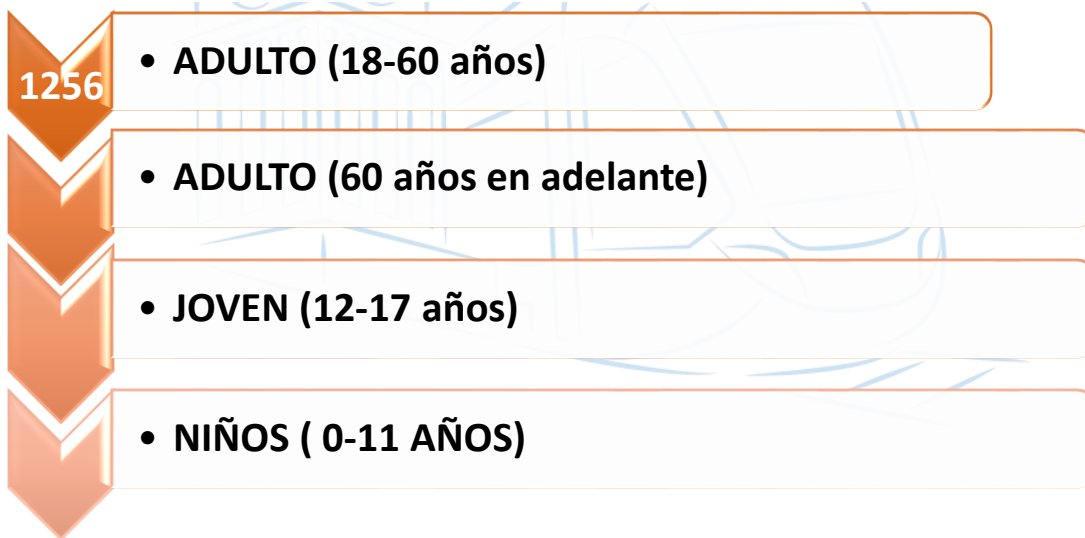 1256
• ADULTO (18-60 años)
• ADULTO (60 años en adelante)
• JOVEN (12-17 años)
• NIÑOS ( 0-11 AÑOS)